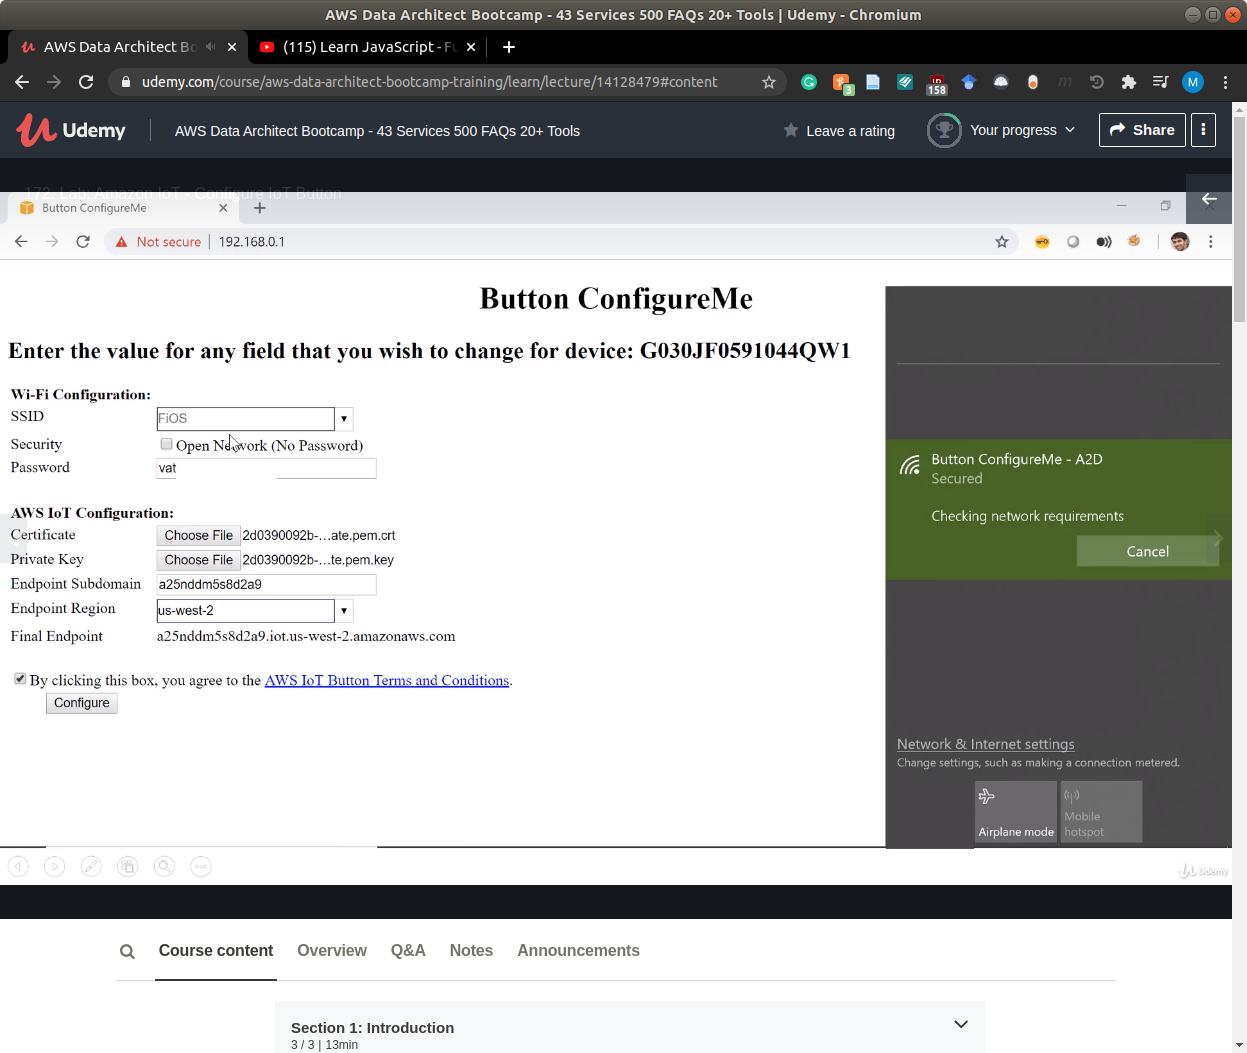 AWS Data Architect Bootcamp - 43 Services 500 FAQs 20+ Tools | Udemy - Chromium
AWS Data Architect Bo
(115) Learn JavaScript - Fu
udemy.com/course/aws-data-architect-bootcamp-training/learn/lecture/14128479#content
3
158
M
Udemy
AWS Data Architect Bootcamp - 43 Services 500 FAQs 20+ Tools
Leave a rating
Your progress
Share
172. Lab: Amazon IoT - Configure IoT Button
Button ConfigureMe
Not secure
192.168.0.1
Button ConfigureMe
Enter the value for any field that you wish to change for device: G030JF0591044QW1
Wi-Fi Configuration:
SSID
FiOS
Security
Open Network (No Password)
Password
vat
AWS IoT Configuration:
Certificate
Choose File 2d0390092b-...ate.pem.crt
Private Key
Choose File 2d0390092b-...te.pem.key
Endpoint Subdomain
a25nddm5s8d2a9
Endpoint Region
us-west-2
Final Endpoint
a25nddm5s8d2a9.iot.us-west-2.amazonaws.com
By clicking this box, you agree to the AWS IoT Button Terms and Conditions.
Configure
Button ConfigureMe - A2D
Secured
Checking network requirements
Cancel
Network & Internet settings
Change settings, such as making a connection metered.
Airplane mode
Mobile
hotspot
Udemy
Course content
Overview
Q&A
Notes
Announcements
Section 1: Introduction
3 / 3 | 13min